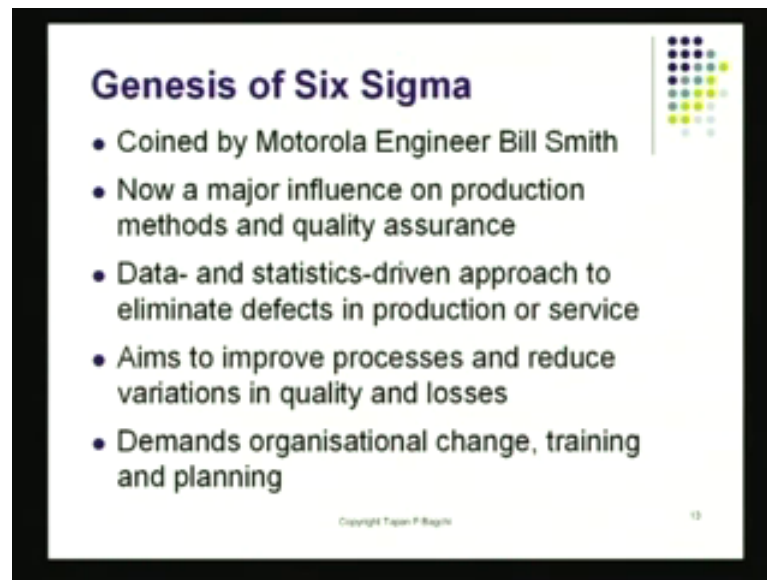 Genesis of Six Sigma
● Coined by Motorola Engineer Bill Smith
● Now a major influence on production
methods and quality assurance
● Data- and statistics-driven approach to
eliminate defects in production or service
● Aims to improve processes and reduce
variations in quality and losses
● Demands organisational change, training
and planning
Copyright Tapan P Bagchi
13